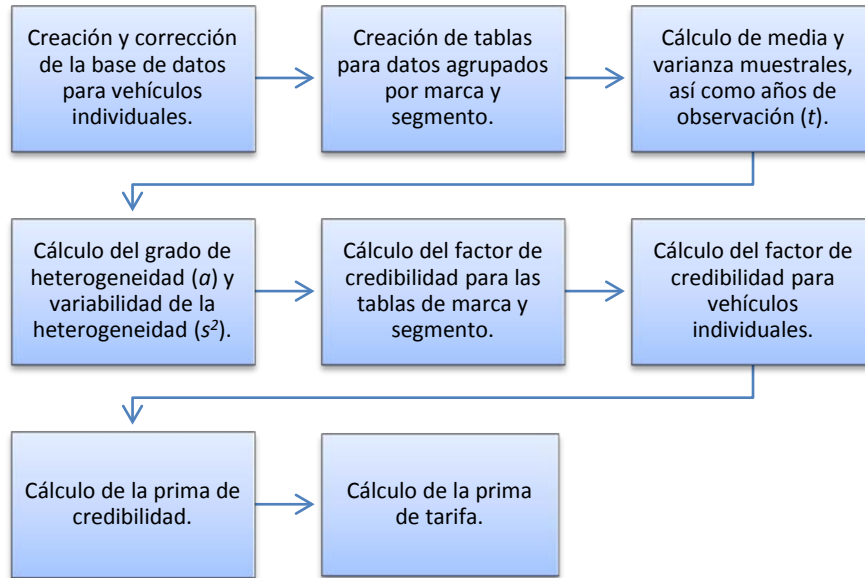 Creación y corrección
de la base de datos
para vehículos
individuales.
Creación de tablas
para datos agrupados
por marca y
segmento.
Cálculo de media y
varianza muestrales,
así como años de
observación (t).
Cálculo del grado de
heterogeneidad (a) y
variabilidad de la
heterogeneidad (s²).
Cálculo del factor de
credibilidad para las
tablas de marca y
segmento.
Cálculo del factor de
credibilidad para
vehículos
individuales.
Cálculo de la prima de
credibilidad.
Cálculo de la prima
de tarifa.